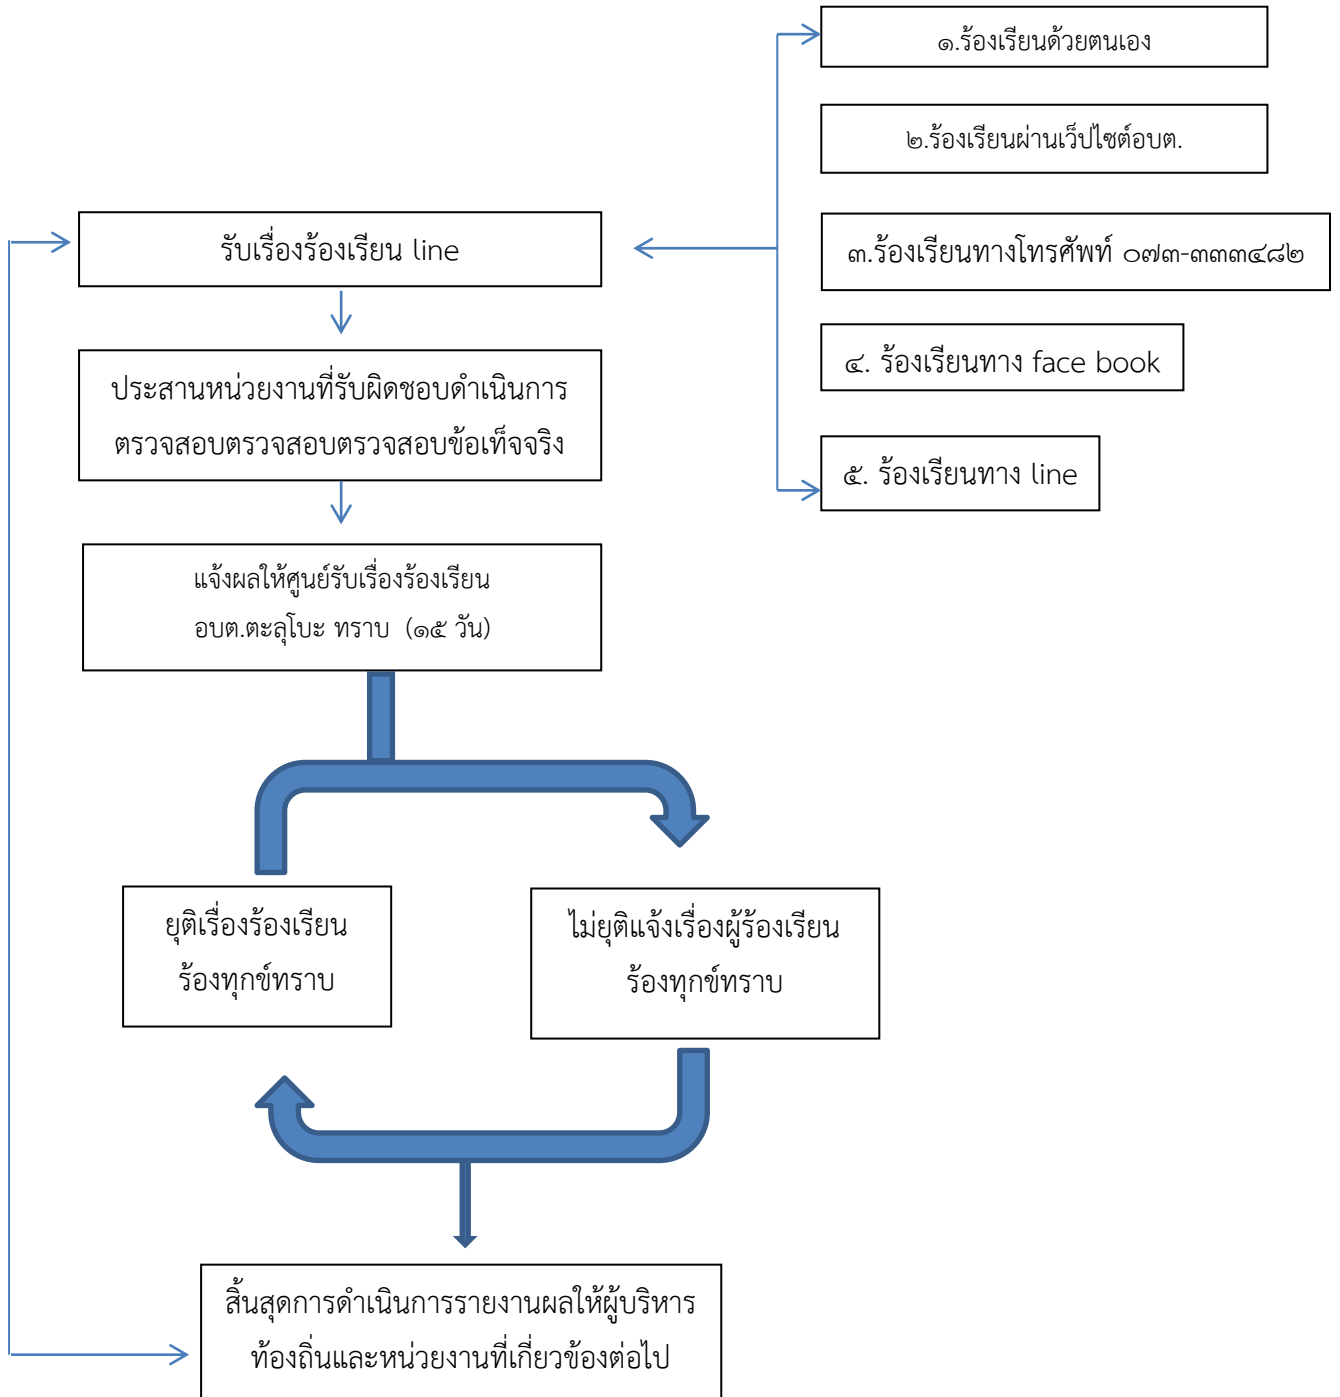 ๑.ร้องเรียนด้วยตนเอง
๒.ร้องเรียนผ่านเว็ปไซต์อบต.
รับเรื่องร้องเรียน line
๓.ร้องเรียนทางโทรศัพท์ ๐๗๓-๓๓๓๔๘๒
๔. ร้องเรียนทาง face book
ประสานหน่วยงานที่รับผิดชอบดำเนินการ
ตรวจสอบตรวจสอบตรวจสอบข้อเท็จจริง
๕. ร้องเรียนทาง line
แจ้งผลให้ศูนย์รับเรื่องร้องเรียน
อบต.ตะลุโบะ ทราบ (๑๕ วัน)
ยุติเรื่องร้องเรียน
ร้องทุกข์ทราบ
ไม่ยุติแจ้งเรื่องผู้ร้องเรียน
ร้องทุกข์ทราบ
สิ้นสุดการดำเนินการรายงานผลให้ผู้บริหาร
ท้องถิ่นและหน่วยงานที่เกี่ยวข้องต่อไป